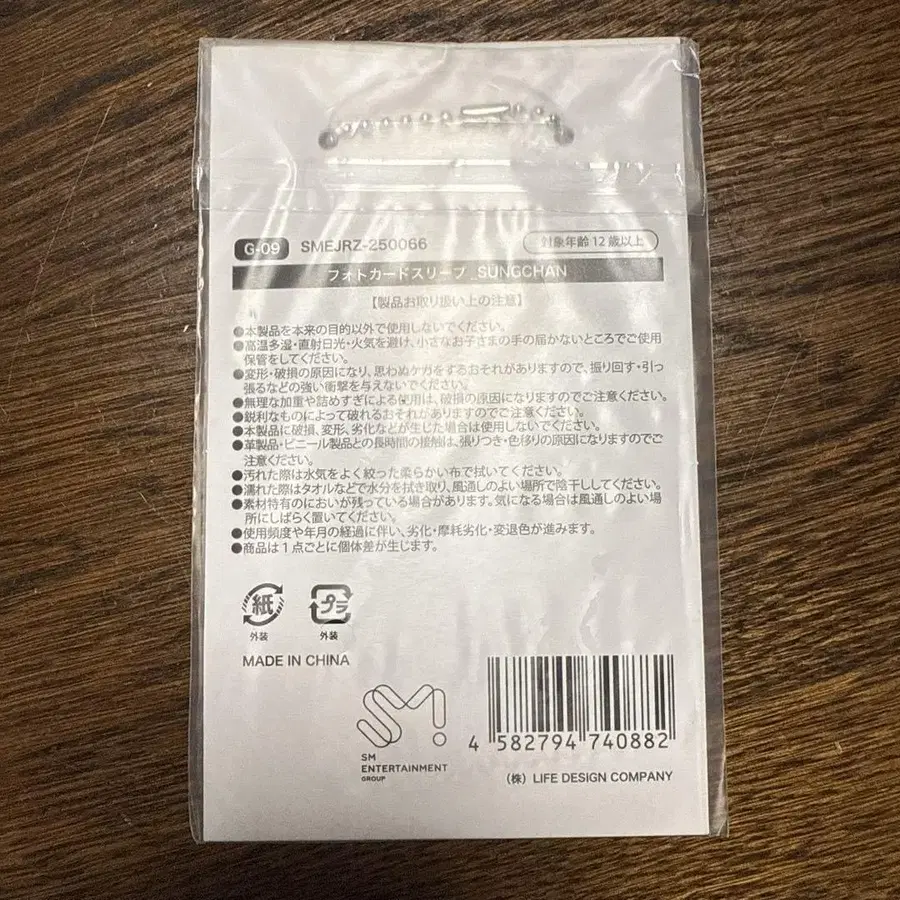 G-09 SMEJRZ-250066 対象年齢12歳以上
フォトカードスリーブ_SUNGCHAN
【製品お取り扱い上の注意】
●本製品を本来の目的以外で使用しないでください。
●高温多湿・直射日光・火気を避け、小さなお子さまの手の届かないところでご使用
保管をしてください。
●変形・破損の原因になり、思わぬケガをするおそれがありますので、振り回す・引っ
張るなどの強い衝撃を与えないでください。
●無理な加重や詰めすぎによる使用は、破損の原因になりますのでご注意ください。
●鋭利なものによって破れるおそれがありますのでご注意ください。
●本製品に破損、変形、劣化などが生じた場合は使用しないでください。
●革製品・ビニール製品との長時間の接触は、張りつき・色移りの原因になりますのでご
注意ください。
●汚れた際は水気をよく絞った柔らかい布で拭いてください。
●濡れた際はタオルなどで水分を拭き取り、風通しのよい場所で陰干ししてください。
●素材特有のにおいが残っている場合があります。気になる場合は風通しのよい場
所にしばらく置いてください。
●使用頻度や年月の経過に伴い、劣化・摩耗劣化・変退色が進みます。
●商品は1点ごとに個体差が生じます。
紙 プラ
外装 外装
MADE IN CHINA
SM
ENTERTAINMENT
GROUP
4 582794 740882
(株) LIFE DESIGN COMPANY